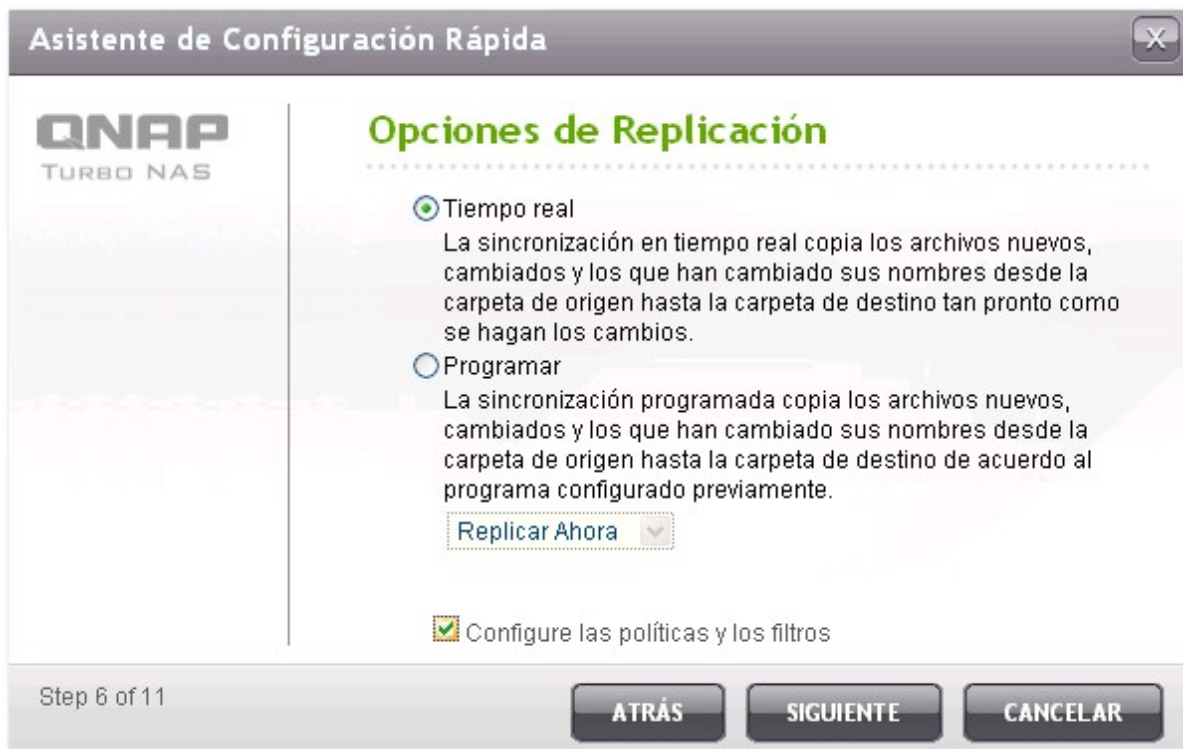 Asistente de Configuración Rápida
X
QNAP
TURBO NAS
Opciones de Replicación
Tiempo real
La sincronización en tiempo real copia los archivos nuevos,
cambiados y los que han cambiado sus nombres desde la
carpeta de origen hasta la carpeta de destino tan pronto como
se hagan los cambios.
Programar
La sincronización programada copia los archivos nuevos,
cambiados y los que han cambiado sus nombres desde la
carpeta de origen hasta la carpeta de destino de acuerdo al
programa configurado previamente.
Replicar Ahora
Configure las políticas y los filtros
Step 6 of 11
ATRÁS
SIGUIENTE
CANCELAR